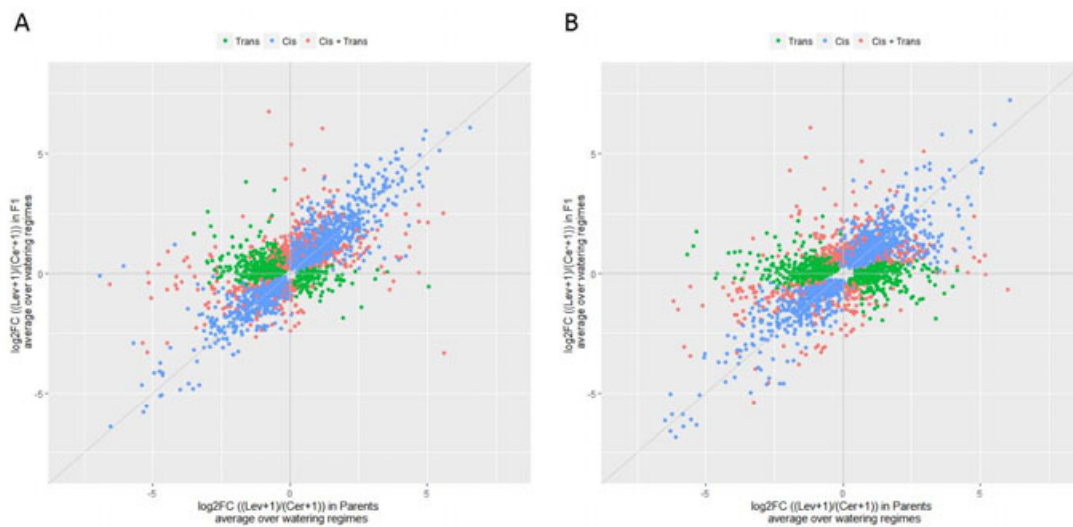 A
Trans Cis Cis + Trans
5
0
-5
-5 0 5
log2FC ((Lev+1)/(Cer+1)) in F1
average over watering regimes
log2FC ((Lev+1)/(Cer+1)) in Parents
average over watering regimes
B
Trans Cis Cis + Trans
5
0
-5
-5 0 5
log2FC ((Lev+1)/(Cer+1)) in F1
average over watering regimes
log2FC ((Lev+1)/(Cer+1)) in Parents
average over watering regimes